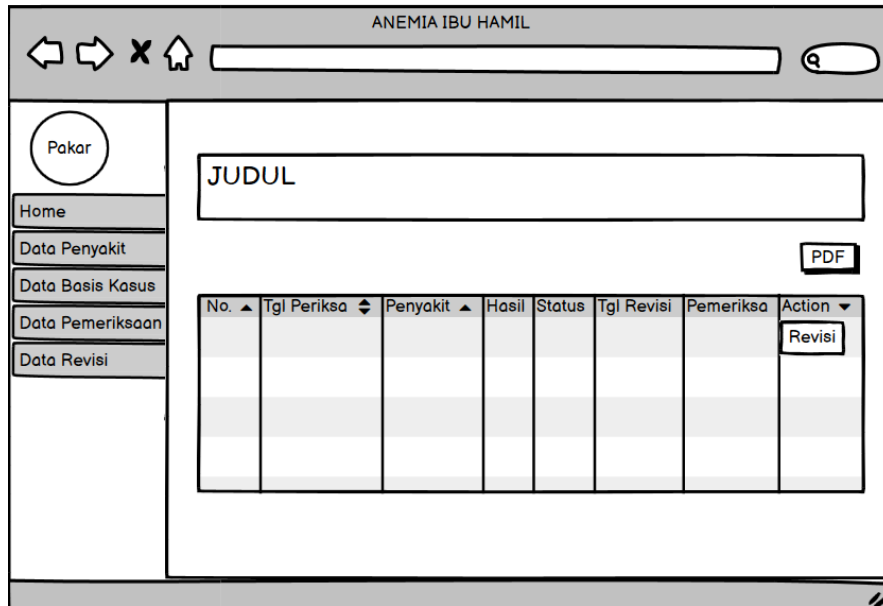 ANEMIA IBU HAMIL
Pakar
Home
Data Penyakit
Data Basis Kasus
Data Pemeriksaan
Data Revisi
JUDUL
PDF
No. Tgl Periksa Penyakit Hasil Status Tgl Revisi Pemeriksa Action
Revisi